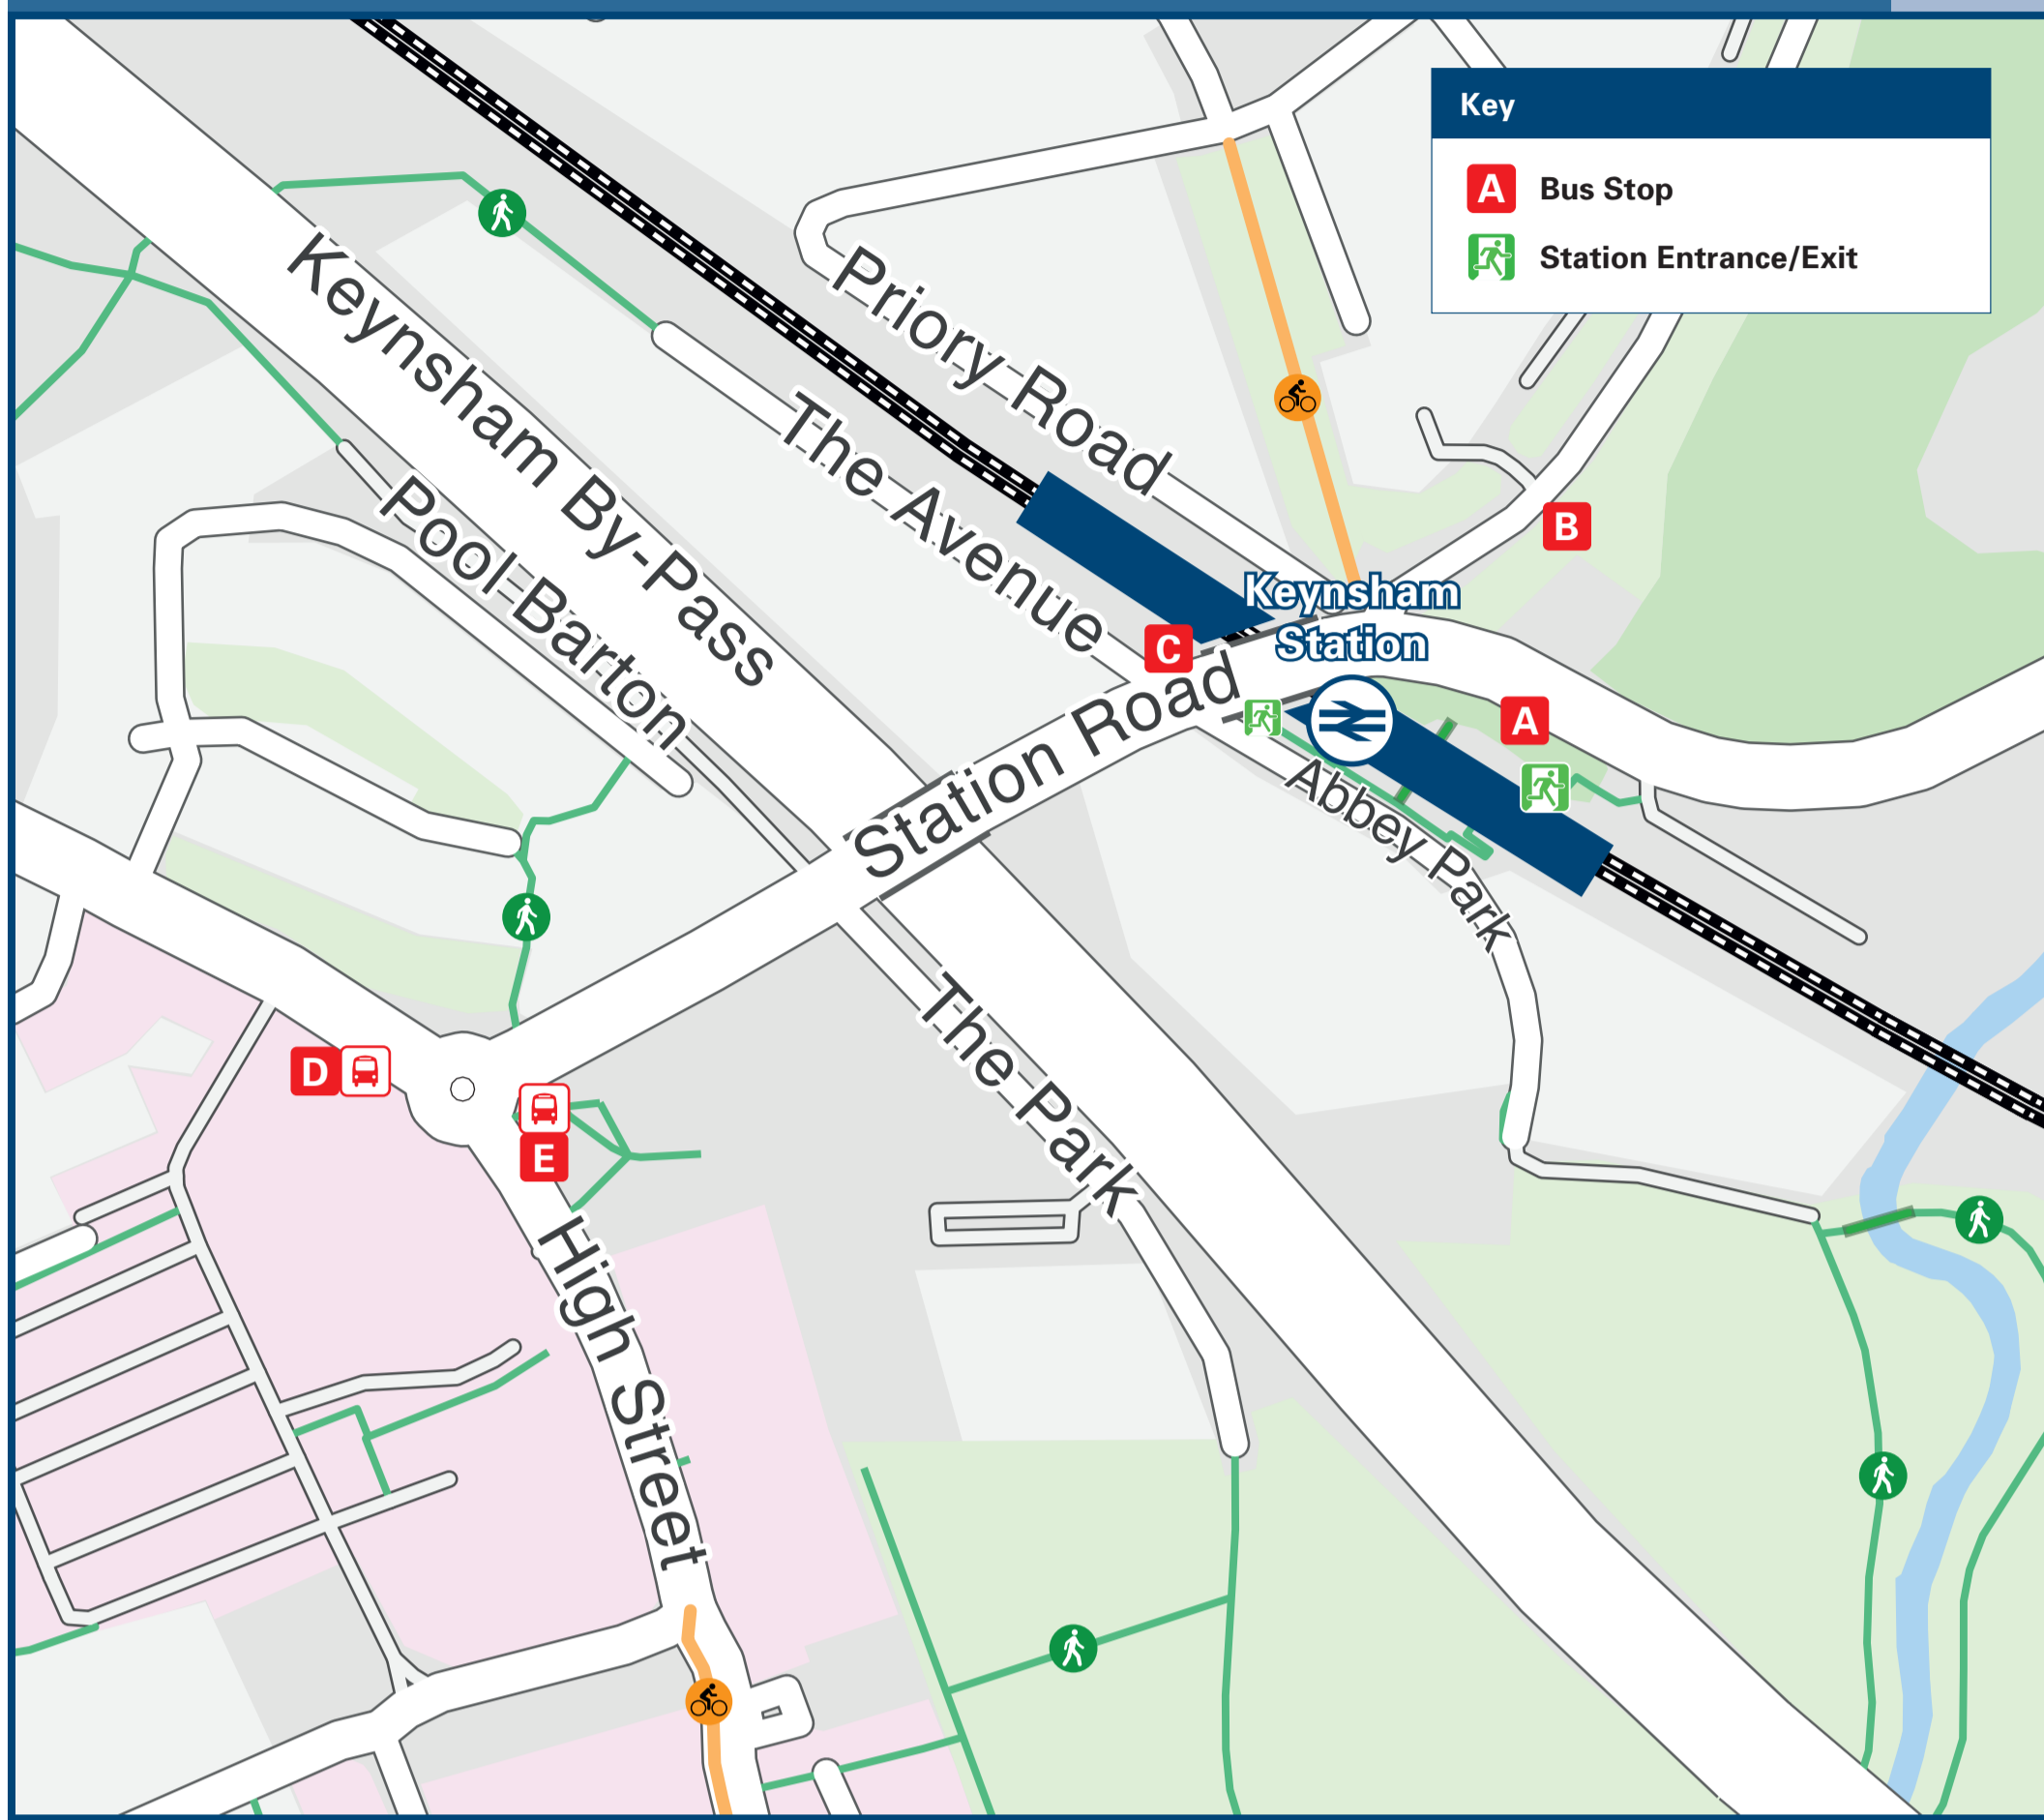 Key
A Bus Stop
Station Entrance/Exit
Keynsham By-Pass
Priory Road
The Avenue
Pool Barton
B
Keynsham
Station
C
Station Road
A
Abbey Park
The Park
D
E
High Street